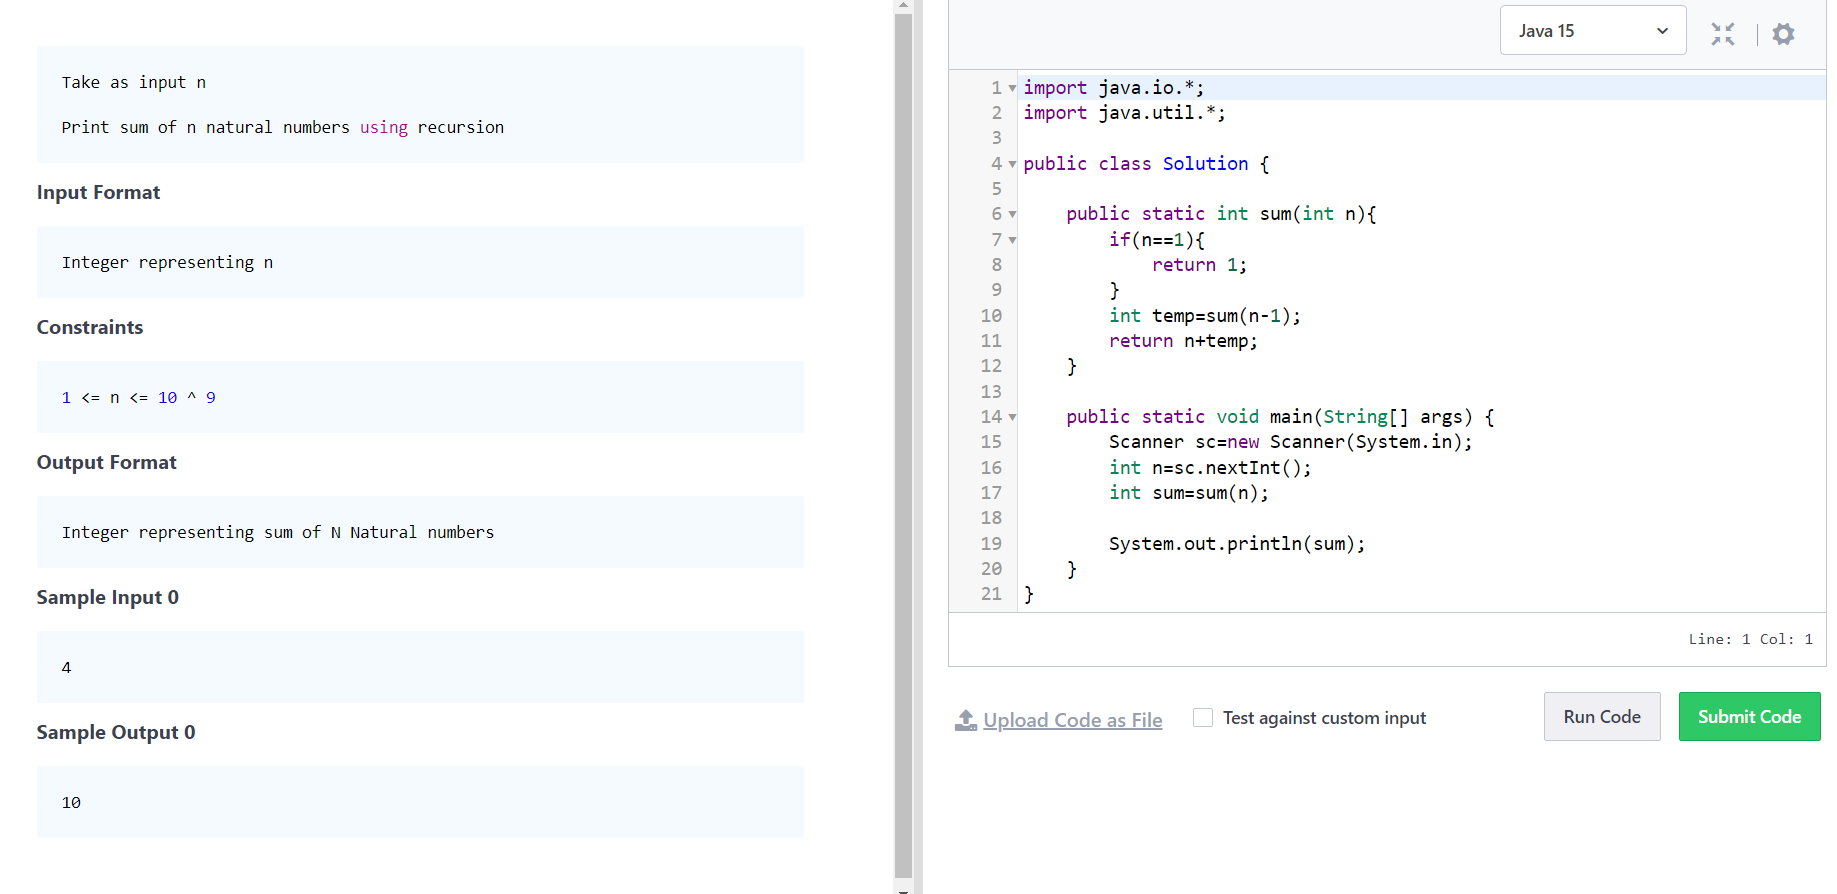 Take as input n
Print sum of n natural numbers using recursion
Input Format
Integer representing n
Constraints
1 <= n <= 10 ^ 9
Output Format
Integer representing sum of N Natural numbers
Sample Input 0
4
Sample Output 0
10
Java 15
1 import java.io.*;
2 import java.util.*;
3
4 public class Solution {
5
6     public static int sum(int n){
7         if(n==1){
8             return 1;
9         }
10         int temp=sum(n-1);
11         return n+temp;
12     }
13
14     public static void main(String[] args) {
15         Scanner sc=new Scanner(System.in);
16         int n=sc.nextInt();
17         int sum=sum(n);
18
19         System.out.println(sum);
20     }
21 }
Line: 1 Col: 1
Upload Code as File
Test against custom input
Run Code
Submit Code